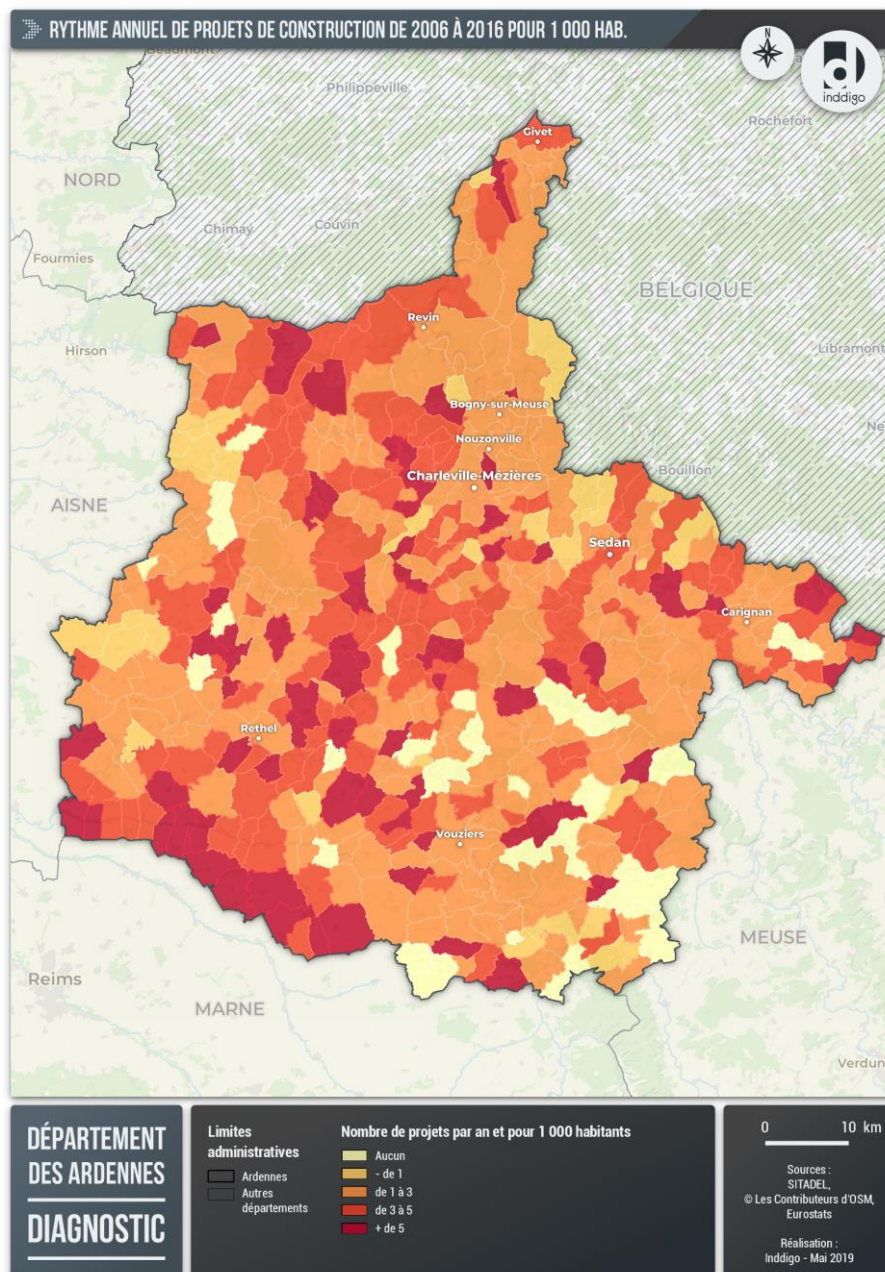 RYTHME ANNUEL DE PROJETS DE CONSTRUCTION DE 2006 À 2016 POUR 1 000 HAB.
N
inddigo
Beaumont
Philippeville
Rochefort
Givet
NORD
Chimay
Couvin
Fourmies
BELGIQUE
Revin
Hirson
Libramont
Bogny-sur-Meuse
Ne
Nouzonville
Charleville-Mézières
Bouillon
AISNE
Sedan
Carignan
Rethel
Vouziers
MEUSE
Reims
MARNE
Verdun
DÉPARTEMENT
DES ARDENNES
DIAGNOSTIC
Limites
administratives
Ardennes
Autres
départements
Nombre de projets par an et pour 1 000 habitants
Aucun
- de 1
de 1 à 3
de 3 à 5
+ de 5
0 10 km
Sources :
SITADEL,
© Les Contributeurs d'OSM,
Eurostats
Réalisation :
Inddigo - Mai 2019